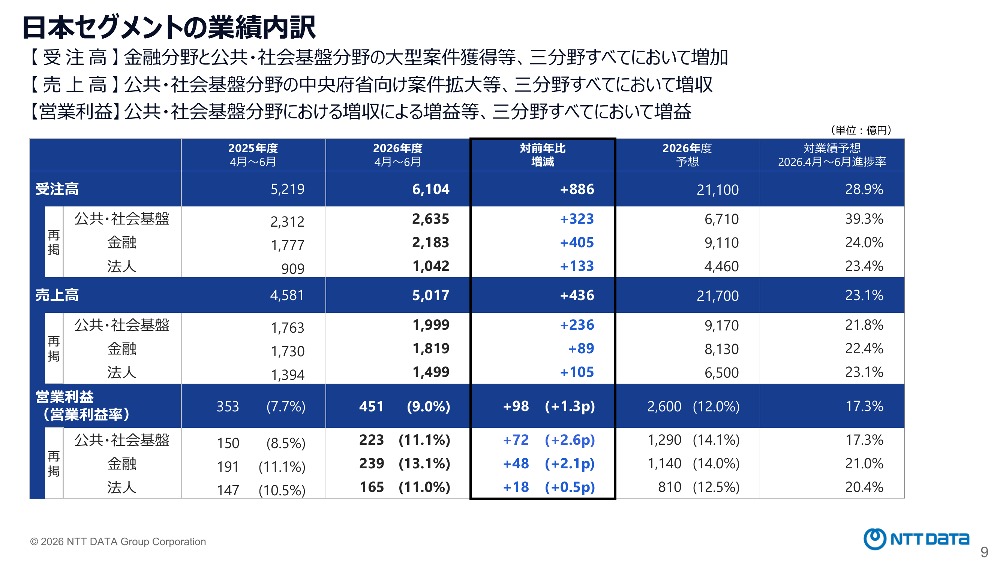 日本セグメントの業績内訳
【 受 注 高 】金融分野と公共・社会基盤分野の大型案件獲得等、三分野すべてにおいて増加
【 売 上 高 】公共・社会基盤分野の中央府省向け案件拡大等、三分野すべてにおいて増収
【営業利益】公共・社会基盤分野における増収による増益等、三分野すべてにおいて増益
（単位：億円）
2025年度 4月～6月 2026年度 4月～6月 対前年比 増減 2026年度 予想 対業績予想 2026.4月～6月進捗率
受注高 5,219 6,104 +886 21,100 28.9%
再掲
公共・社会基盤 2,312 2,635 +323 6,710 39.3%
金融 1,777 2,183 +405 9,110 24.0%
法人 909 1,042 +133 4,460 23.4%
売上高 4,581 5,017 +436 21,700 23.1%
再掲
公共・社会基盤 1,763 1,999 +236 9,170 21.8%
金融 1,730 1,819 +89 8,130 22.4%
法人 1,394 1,499 +105 6,500 23.1%
営業利益
（営業利益率） 353 (7.7%) 451 (9.0%) +98 (+1.3p) 2,600 (12.0%) 17.3%
再掲
公共・社会基盤 150 (8.5%) 223 (11.1%) +72 (+2.6p) 1,290 (14.1%) 17.3%
金融 191 (11.1%) 239 (13.1%) +48 (+2.1p) 1,140 (14.0%) 21.0%
法人 147 (10.5%) 165 (11.0%) +18 (+0.5p) 810 (12.5%) 20.4%
© 2026 NTT DATA Group Corporation
NTT DATA
9